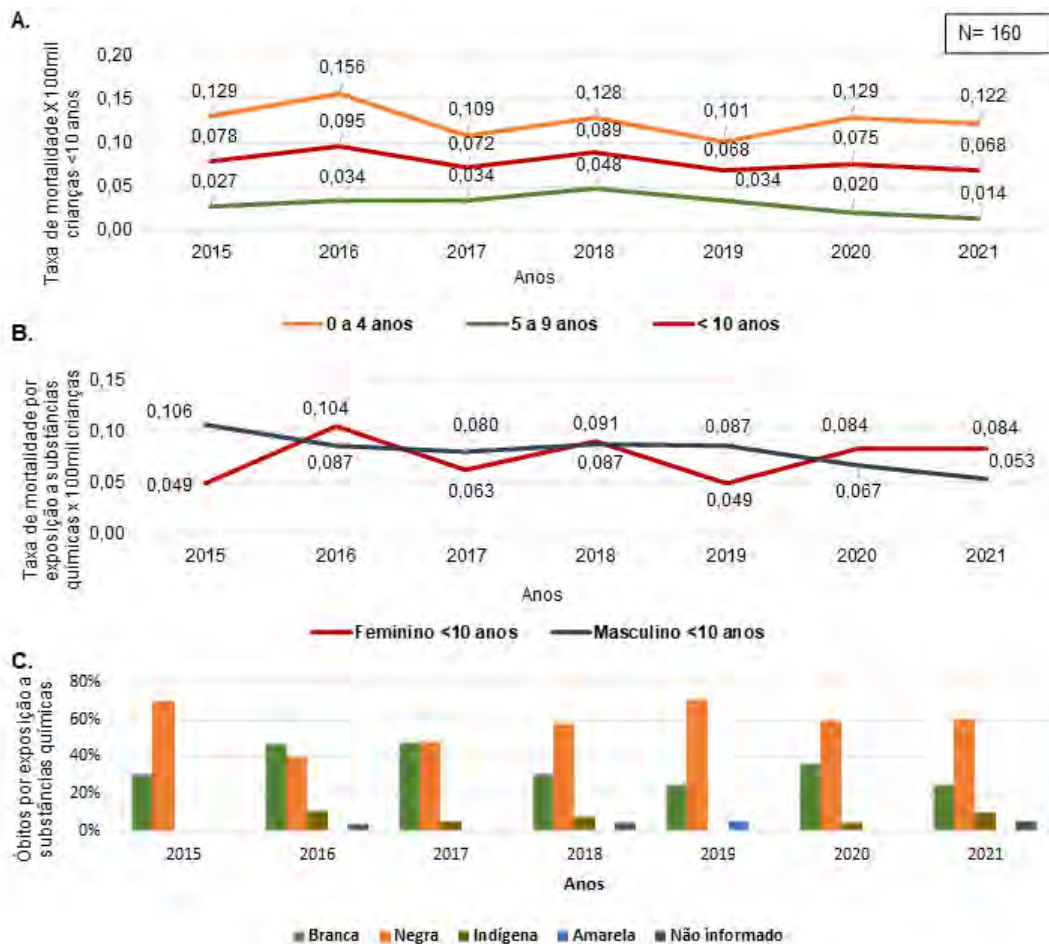 A.
N= 160
Taxa de mortalidade X 100mil
crianças <10 anos
0,20
0,15
0,10
0,05
0,00
0,129
0,156
0,109
0,128
0,101
0,129
0,122
0,078
0,095
0,072
0,089
0,068
0,075
0,068
0,027
0,034
0,034
0,048
0,034
0,020
0,014
2015 2016 2017 2018 2019 2020 2021
Anos
0 a 4 anos 5 a 9 anos < 10 anos
B.
Taxa de mortalidade por
exposição a substâncias
químicas x 100mil crianças
0,15
0,10
0,05
0,00
0,106
0,104
0,080
0,091
0,087
0,084
0,084
0,049
0,087
0,063
0,087
0,049
0,067
0,053
2015 2016 2017 2018 2019 2020 2021
Anos
Feminino <10 anos Masculino <10 anos
C.
Óbitos por exposição a
substâncias químicas
80%
60%
40%
20%
0%
2015 2016 2017 2018 2019 2020 2021
Anos
Branca Negra Indígena Amarela Não informado